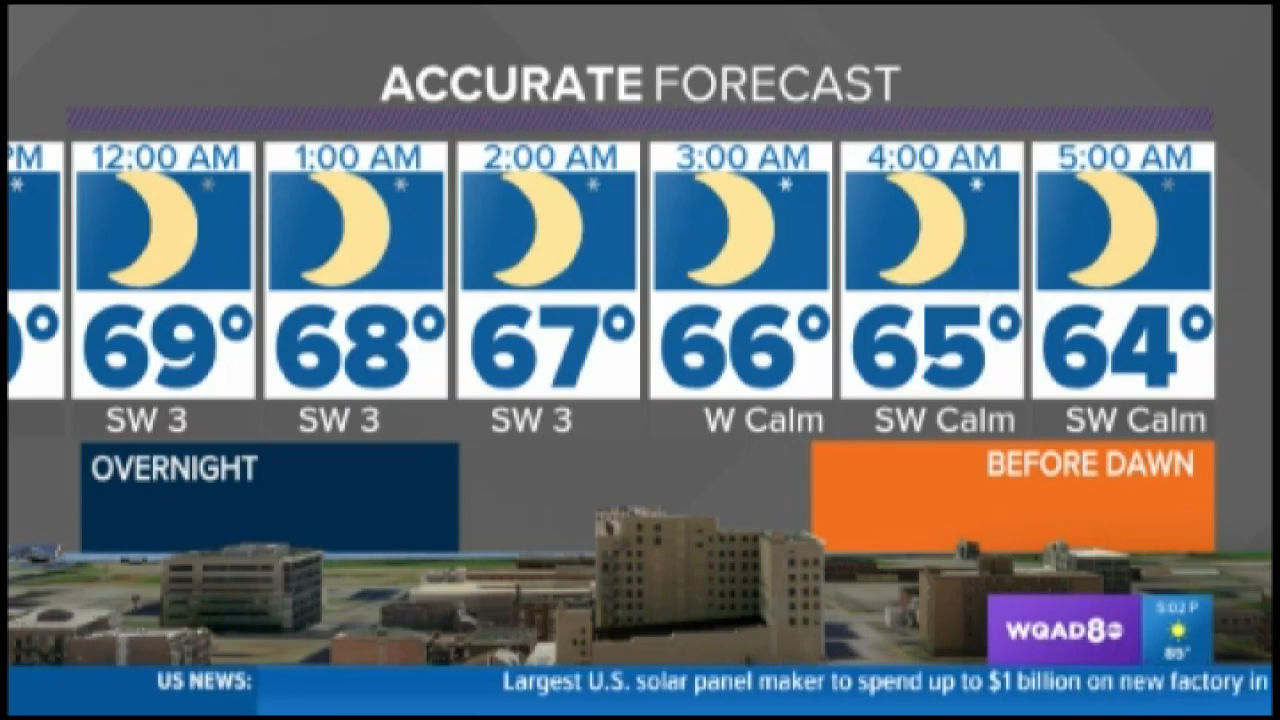 ACCURATE FORECAST
PM 12:00 AM 1:00 AM 2:00 AM 3:00 AM 4:00 AM 5:00 AM
0° 69° 68° 67° 66° 65° 64°
SW 3 SW 3 SW 3 W Calm SW Calm SW Calm
OVERNIGHT BEFORE DAWN
5:02 P
WQAD8 abc
85°
US NEWS: Largest U.S. solar panel maker to spend up to $1 billion on new factory in